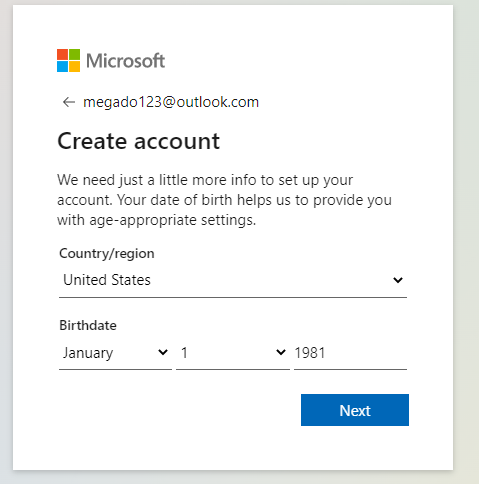 Microsoft
← megado123@outlook.com
Create account
We need just a little more info to set up your
account. Your date of birth helps us to provide you
with age-appropriate settings.
Country/region
United States
Birthdate
January 1 1981
Next